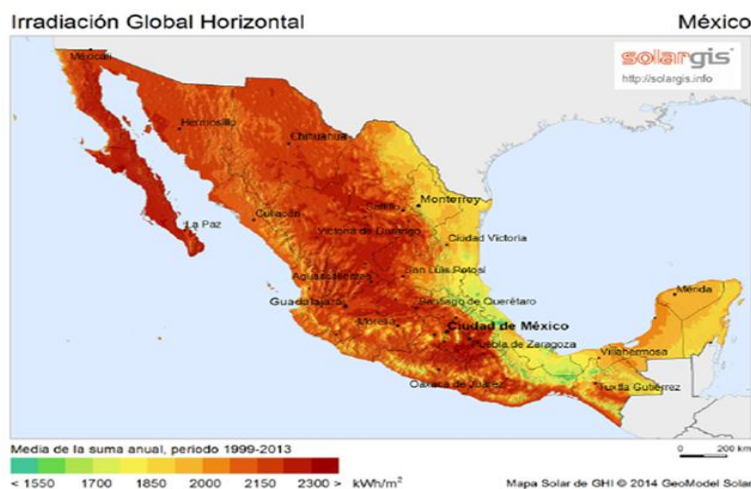 Irradiación Global Horizontal
México
solargis
http://solargis.info
Mexicali
Hermosillo
Chihuahua
Monterrey
Saltillo
La Paz
Culiacán
Victoria de Durango
Ciudad Victoria
San Luis Potosí
Aguascalientes
Mérida
Guadalajara
Santiago de Querétaro
Morelia
Ciudad de México
Puebla de Zaragoza
Villahermosa
Oaxaca de Juárez
Tuxtla Gutiérrez
Media de la suma anual, periodo 1999-2013
0
200 km
< 1550 1700 1850 2000 2150 2300 > kWh/m²
Mapa Solar de GHI © 2014 GeoModel Solar